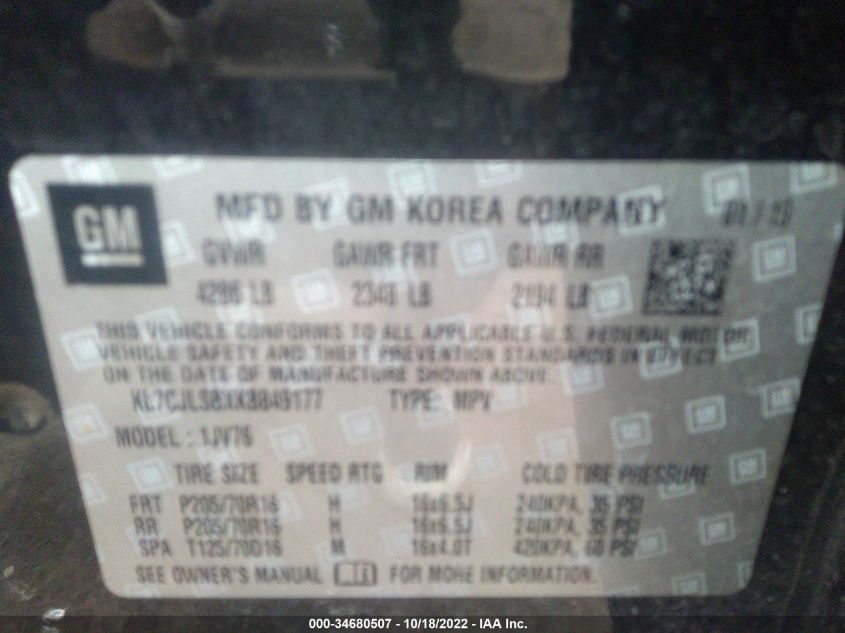 GM
MFD BY GM KOREA COMPANY
GVWR GAWR FRT GAWR RR
4286 LB 2348 LB 2194 LB
THIS VEHICLE CONFORMS TO ALL APPLICABLE U.S. FEDERAL MOTOR
VEHICLE SAFETY AND THEFT PREVENTION STANDARDS IN EFFECT
ON THE DATE OF MANUFACTURE SHOWN ABOVE.
TYPE: MPV
MODEL : 1JV76
TIRE SIZE SPEED RTG RIM COLD TIRE PRESSURE
FRT P205/70R16 H 16x6.5J 240KPA, 35 PSI
RR P205/70R16 H 16x6.5J 240KPA, 35 PSI
SPA T125/70D16 M 16x4.0T 420KPA, 60 PSI
SEE OWNER'S MANUAL FOR MORE INFORMATION.
000-34680507 - 10/18/2022 - IAA Inc.